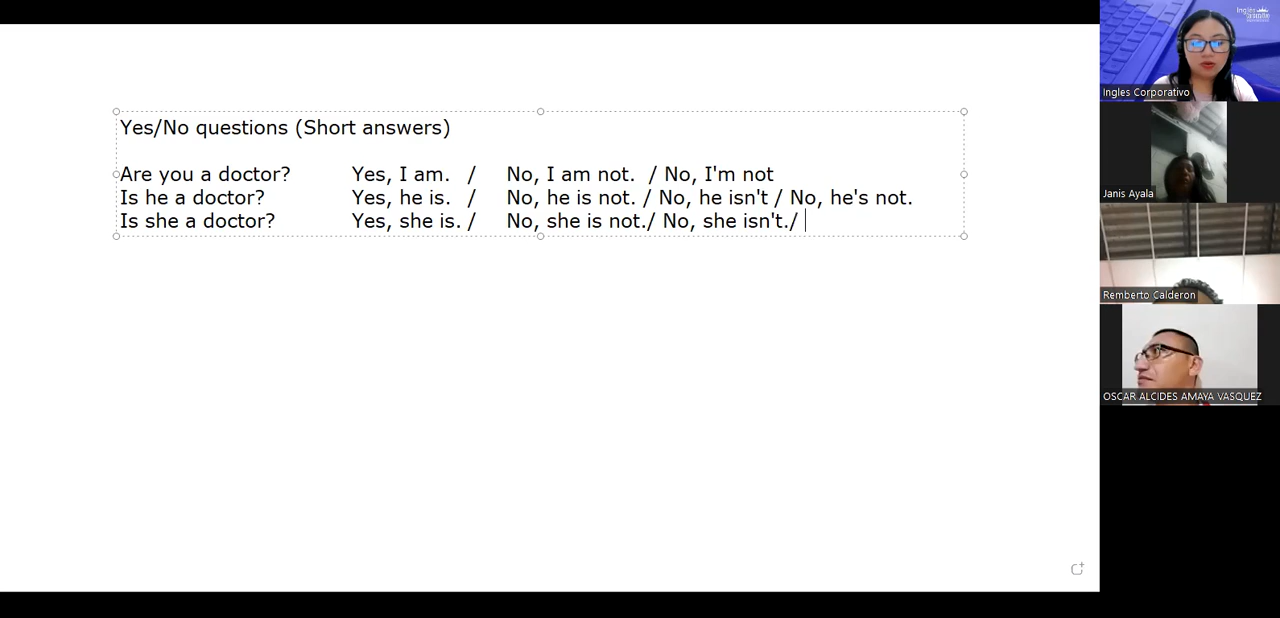 Yes/No questions (Short answers)
Are you a doctor? Yes, I am. / No, I am not. / No, I'm not
Is he a doctor? Yes, he is. / No, he is not. / No, he isn't / No, he's not.
Is she a doctor? Yes, she is. / No, she is not./ No, she isn't./
Ingles Corporativo
Janis Ayala
Remberto Calderon
OSCAR ALCIDES AMAYA VASQUEZ